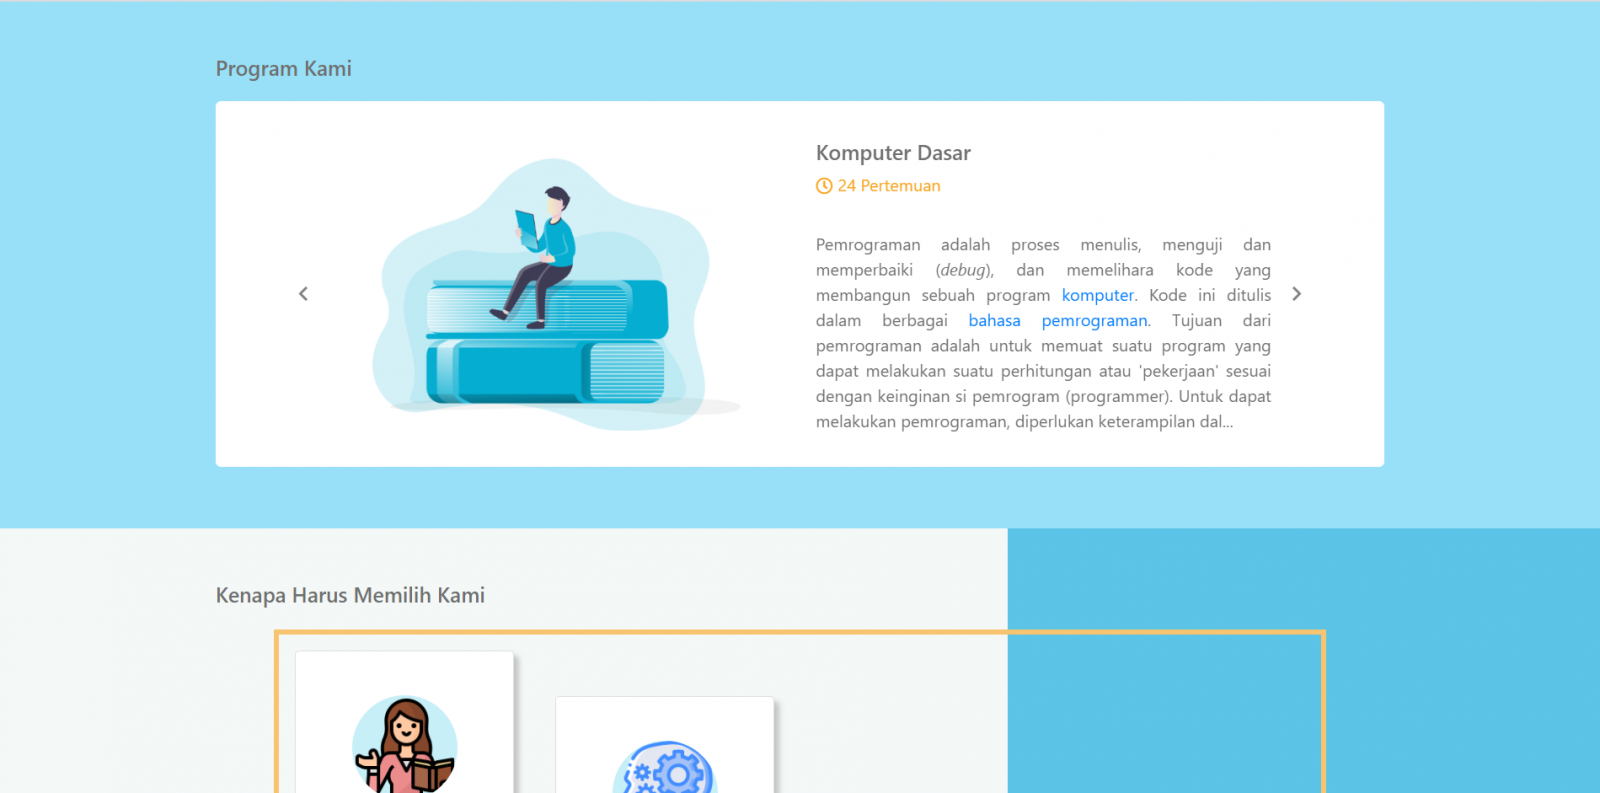 Program Kami
Komputer Dasar
24 Pertemuan
Pemrograman adalah proses menulis, menguji dan
memperbaiki (debug), dan memelihara kode yang
membangun sebuah program komputer. Kode ini ditulis
dalam berbagai bahasa pemrograman. Tujuan dari
pemrograman adalah untuk memuat suatu program yang
dapat melakukan suatu perhitungan atau 'pekerjaan' sesuai
dengan keinginan si pemrogram (programmer). Untuk dapat
melakukan pemrograman, diperlukan keterampilan dal...
Kenapa Harus Memilih Kami